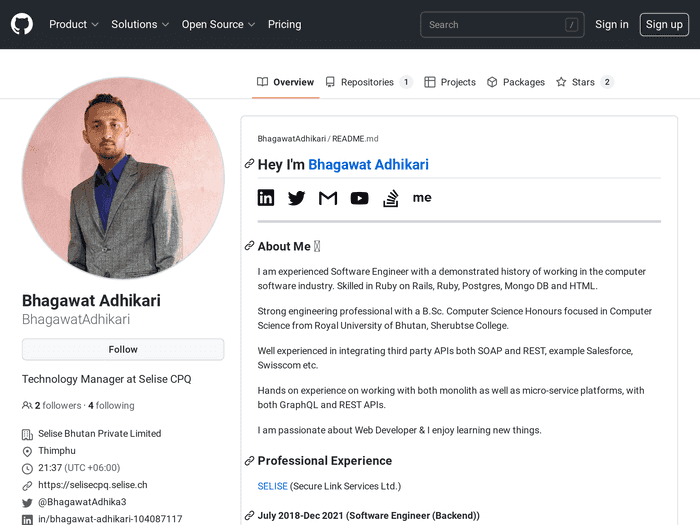 Product
Solutions
Open Source
Pricing
Search
/
Sign in
Sign up
Overview
Repositories 1
Projects
Packages
Stars 2
BhagawatAdhikari / README.md
Hey I'm Bhagawat Adhikari
me
About Me
I am experienced Software Engineer with a demonstrated history of working in the computer
software industry. Skilled in Ruby on Rails, Ruby, Postgres, Mongo DB and HTML.
Strong engineering professional with a B.Sc. Computer Science Honours focused in Computer
Science from Royal University of Bhutan, Sherubtse College.
Well experienced in integrating third party APIs both SOAP and REST, example Salesforce,
Swisscom etc.
Hands on experience on working with both monolith as well as micro-service platforms, with
both GraphQL and REST APIs.
I am passionate about Web Developer & I enjoy learning new things.
Professional Experience
SELISE (Secure Link Services Ltd.)
July 2018-Dec 2021 (Software Engineer (Backend))
Bhagawat Adhikari
BhagawatAdhikari
Follow
Technology Manager at Selise CPQ
2 followers · 4 following
Selise Bhutan Private Limited
Thimphu
21:37 (UTC +06:00)
https://selisecpq.selise.ch
@BhagawatAdhika3
in/bhagawat-adhikari-104087117